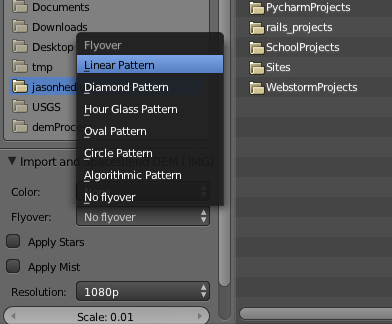 Documents
Downloads
Desktop
tmp
jasonhed
USGS
demProce
Flyover
Linear Pattern
Diamond Pattern
Hour Glass Pattern
Oval Pattern
Circle Pattern
Algorithmic Pattern
No flyover
PycharmProjects
rails_projects
SchoolProjects
Sites
WebstormProjects
Import and
DEM (.IMG)
Color:
Flyover: No flyover
Apply Stars
Apply Mist
Resolution: 1080p
Scale: 0.01